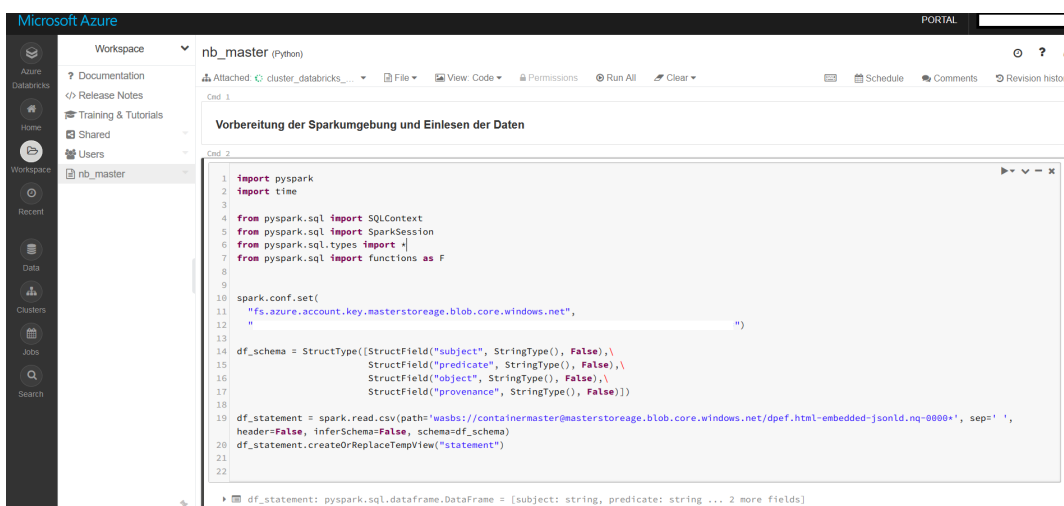 Microsoft Azure
PORTAL
Azure Databricks
Home
Workspace
Recent
Data
Clusters
Jobs
Search
Workspace
? Documentation
</> Release Notes
Training & Tutorials
Shared
Users
nb_master
nb_master (Python)
?
Attached: cluster_databricks_... File View: Code Permissions Run All Clear Schedule Comments Revision histo
Cmd 1
Vorbereitung der Sparkumgebung und Einlesen der Daten
Cmd 2
1 import pyspark
2 import time
3
4 from pyspark.sql import SQLContext
5 from pyspark.sql import SparkSession
6 from pyspark.sql.types import *
7 from pyspark.sql import functions as F
8
9
10 spark.conf.set(
11 "fs.azure.account.key.masterstoreage.blob.core.windows.net",
12 " ")
13
14 df_schema = StructType([StructField("subject", StringType(), False),\
15 StructField("predicate", StringType(), False),\
16 StructField("object", StringType(), False),\
17 StructField("provenance", StringType(), False)])
18
19 df_statement = spark.read.csv(path='wasbs://containermaster@masterstoreage.blob.core.windows.net/dpef.html-embedded-jsonld.nq-0000*', sep=' ',
header=False, inferSchema=False, schema=df_schema)
20 df_statement.createOrReplaceTempView("statement")
21
22
df_statement: pyspark.sql.dataframe.DataFrame = [subject: string, predicate: string ... 2 more fields]